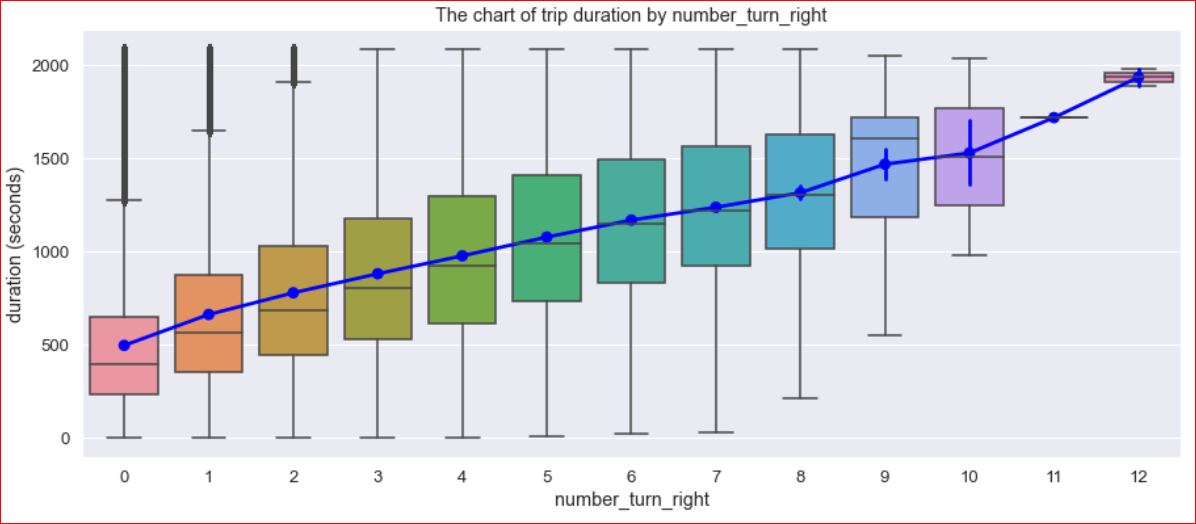 The chart of trip duration by number_turn_right
duration (seconds)
2000
1500
1000
500
0
0 1 2 3 4 5 6 7 8 9 10 11 12
number_turn_right